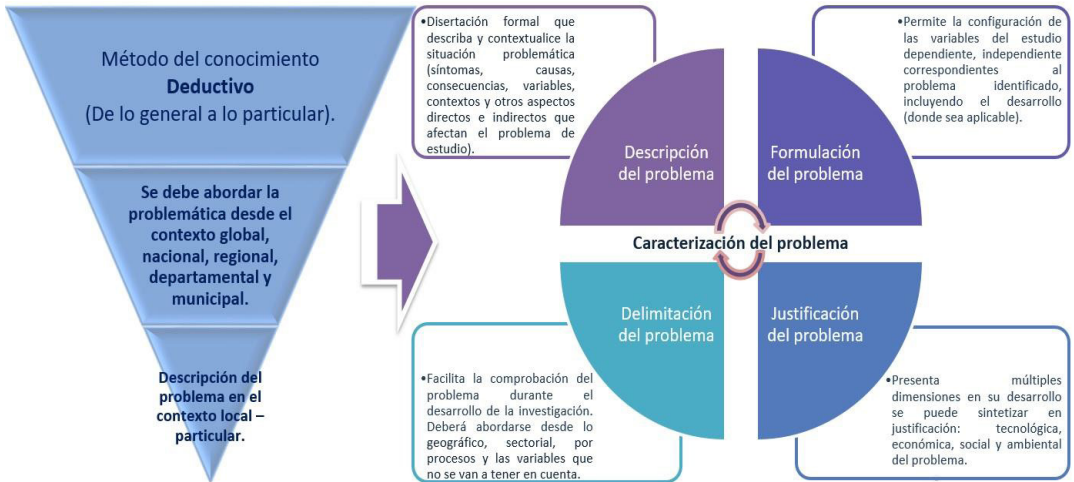 Método del conocimiento
Deductivo
(De lo general a lo particular).
Se debe abordar la
problemática desde el
contexto global,
nacional, regional,
departamental y
municipal.
Descripción del
problema en el
contexto local –
particular.
•Disertación formal que
describa y contextualice la
situación problemática
(síntomas, causas,
consecuencias, variables,
contextos y otros aspectos
directos e indirectos que
afectan el problema de
estudio).
•Permite la configuración de
las variables del estudio
dependiente, independiente
correspondientes al
problema identificado,
incluyendo el desarrollo
(donde sea aplicable).
Descripción
del problema
Formulación
del problema
Caracterización del problema
Delimitación
del problema
Justificación
del problema
•Facilita la comprobación del
problema durante el
desarrollo de la investigación.
Deberá abordarse desde lo
geográfico, sectorial, por
procesos y las variables que
no se van a tener en cuenta.
•Presenta múltiples
dimensiones en su desarrollo
se puede sintetizar en
justificación: tecnológica,
económica, social y ambiental
del problema.